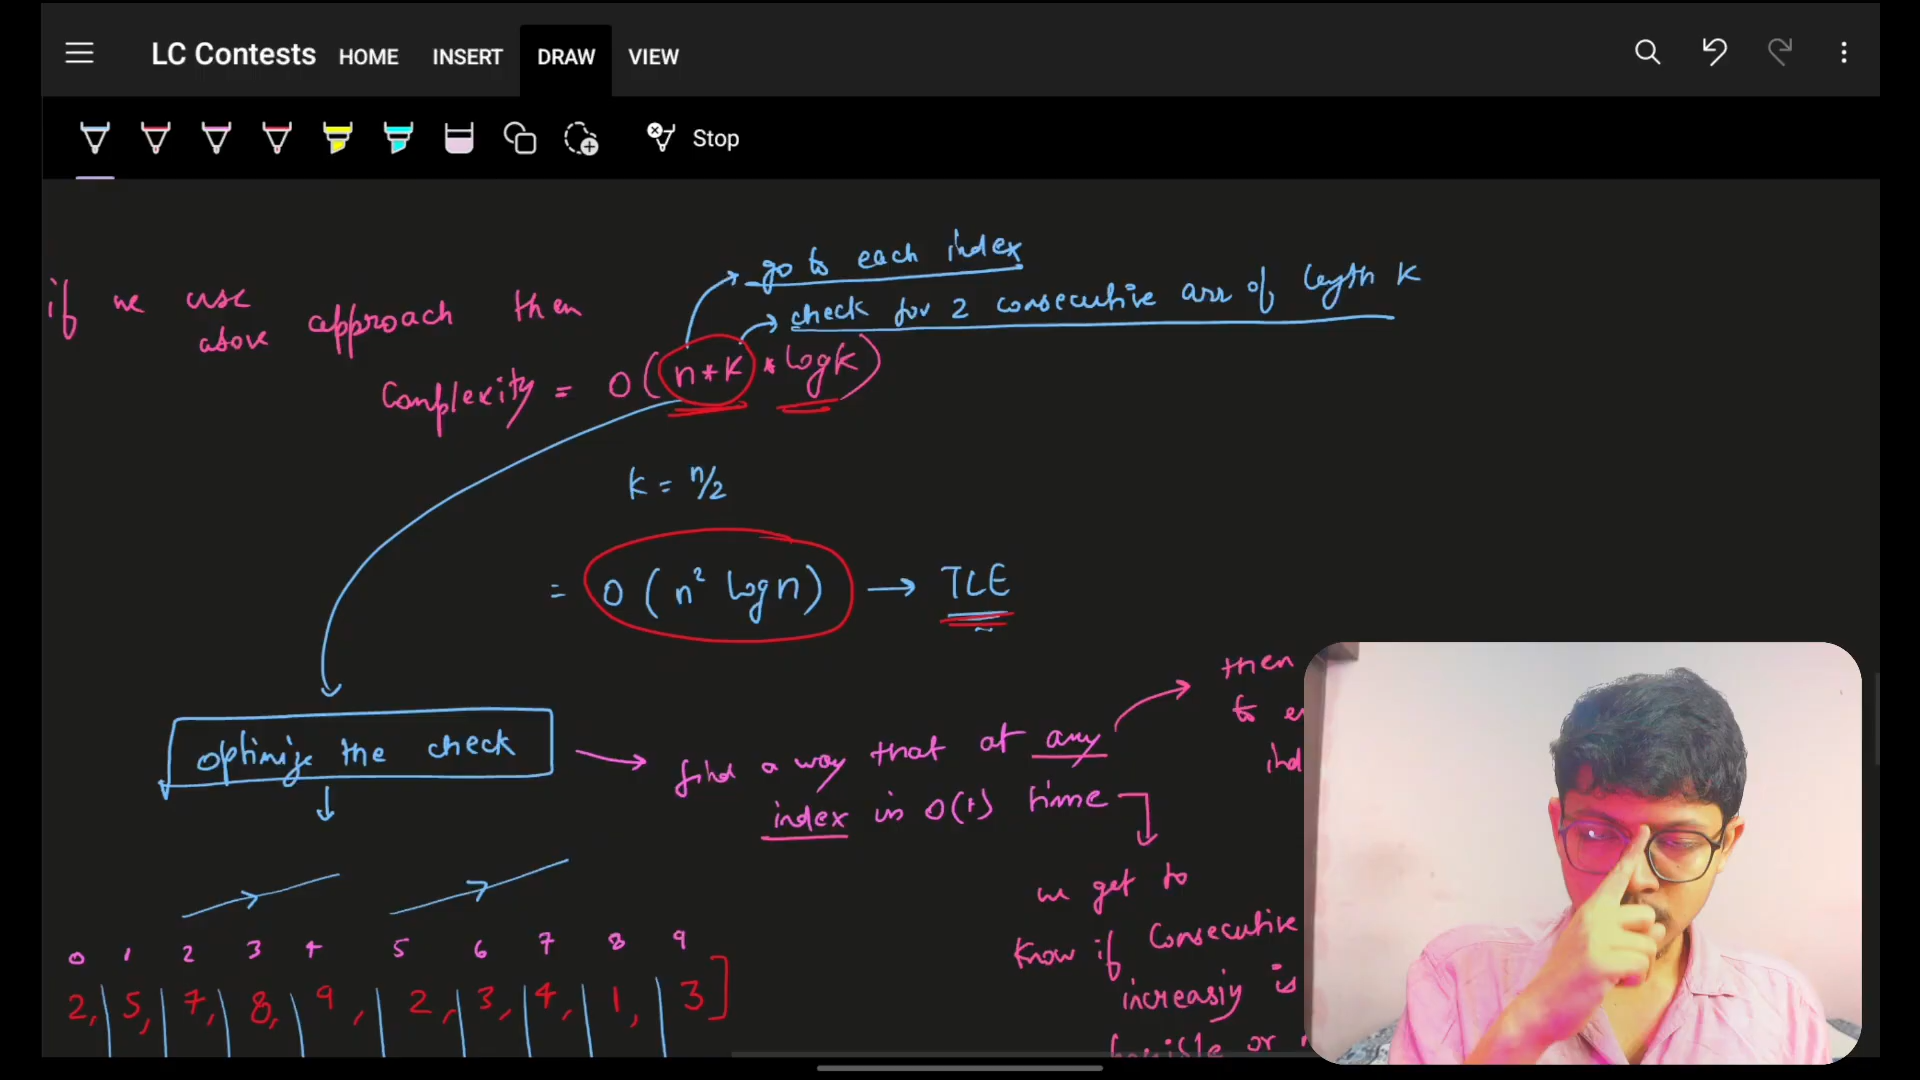 LC Contests HOME INSERT DRAW VIEW
Stop
go to each index
check for 2 consecutive arr of length K
if we use above approach then
Complexity = O(n*K * logK)
K = n/2
= O(n² logn) → TLE
optimize the check
find a way that at any
index in O(1) time
then
to
we get to
know if Consecutive
increasing is
or
0 1 2 3 4 5 6 7 8 9
2, 5, 7, 8, 9, 2, 3, 4, 1, 3]